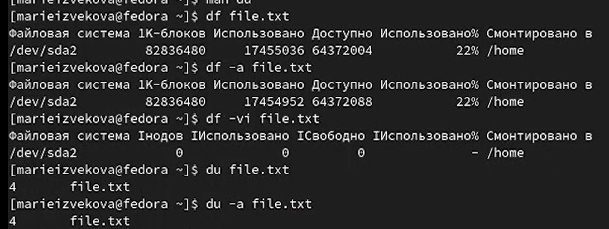 [marieizvekova@fedora ~]$ man du
[marieizvekova@fedora ~]$ df file.txt
Файловая система 1K-блоков Использовано Доступно Использовано% Смонтировано в
/dev/sda2 82836480 17455036 64372004 22% /home
[marieizvekova@fedora ~]$ df -a file.txt
Файловая система 1K-блоков Использовано Доступно Использовано% Смонтировано в
/dev/sda2 82836480 17454952 64372088 22% /home
[marieizvekova@fedora ~]$ df -vi file.txt
Файловая система Iнодов IИспользовано IСвободно IИспользовано% Смонтировано в
/dev/sda2 0 0 0 - /home
[marieizvekova@fedora ~]$ du file.txt
4 file.txt
[marieizvekova@fedora ~]$ du -a file.txt
4 file.txt